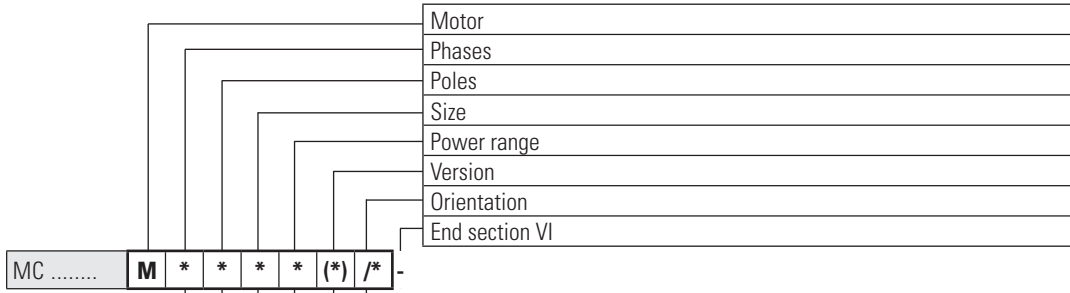 Motor
Phases
Poles
Size
Power range
Version
Orientation
End section VI
MC ........ M * * * * (*) /* -